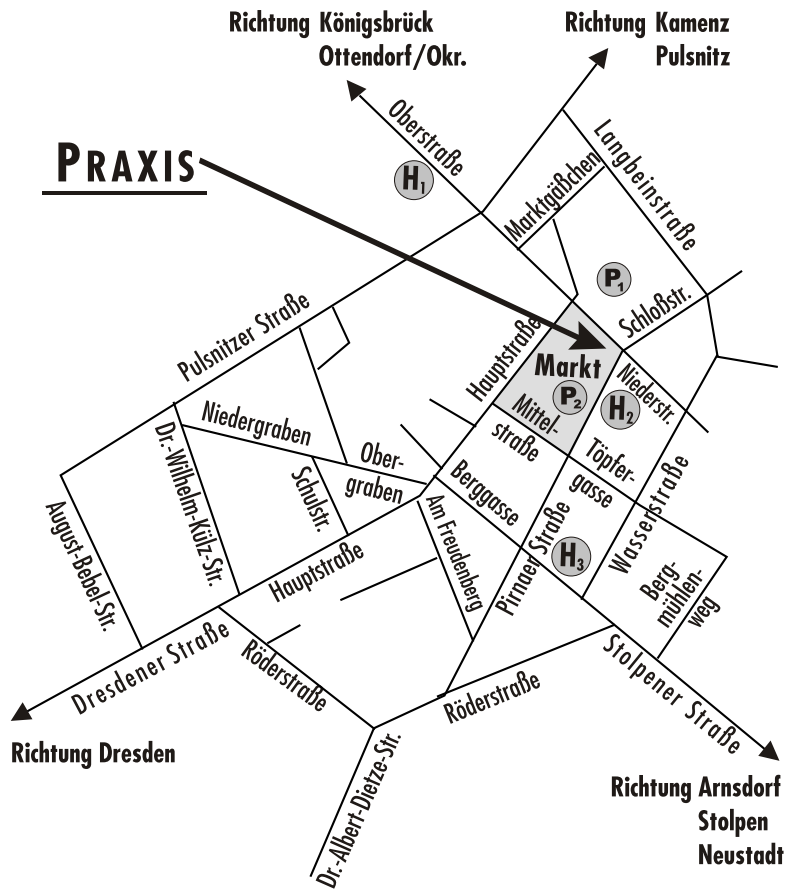 Richtung Königsbrück
Ottendorf/Okr.
Richtung Kamenz
Pulsnitz
PRAXIS
Oberstraße
H1
Langbeinstraße
Marktgäßchen
P1
Schloßstr.
Pulsnitzer Straße
Hauptstraße
Markt
P2
Niederstr.
H2
Mittel-
straße
Töpfer-
gasse
Niedergraben
Ober-
graben
Dr.-Wilhelm-Külz-Str.
Schulstr.
Berggasse
Wasserstraße
August-Bebel-Str.
Am Freudenberg
Pirnaer Straße
H3
Hauptstraße
Berg-
mühlen-
weg
Dresdener Straße
Röderstraße
Röderstraße
Stolpener Straße
Richtung Dresden
Dr.-Albert-Dietze-Str.
Richtung Arnsdorf
Stolpen
Neustadt